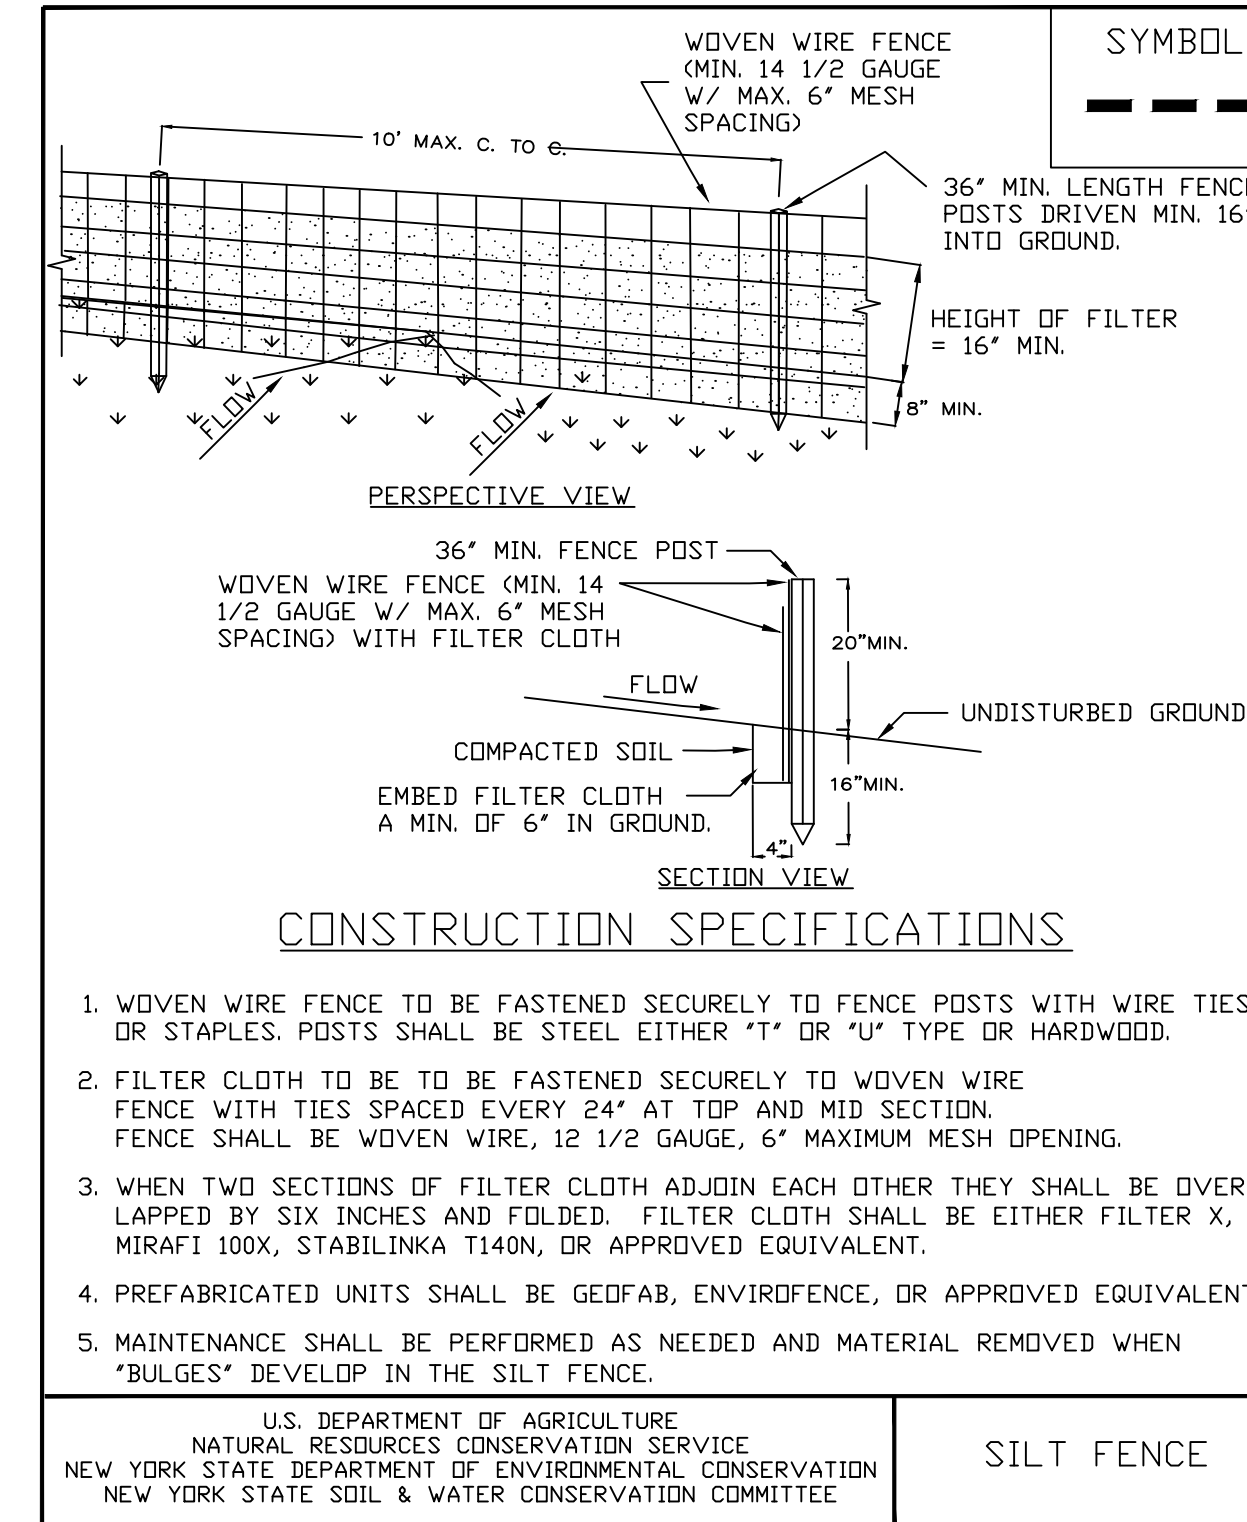 WOVEN WIRE FENCE
(MIN. 14 1/2 GAUGE
W/ MAX. 6" MESH
SPACING)
SYMBOL
10' MAX. C. TO C.
36" MIN. LENGTH FENCE
POSTS DRIVEN MIN. 16"
INTO GROUND.
HEIGHT OF FILTER
= 16" MIN.
8" MIN.
FLOW
FLOW
PERSPECTIVE VIEW
36" MIN. FENCE POST
WOVEN WIRE FENCE (MIN. 14
1/2 GAUGE W/ MAX. 6" MESH
SPACING) WITH FILTER CLOTH
20"MIN.
FLOW
UNDISTURBED GROUND
COMPACTED SOIL
16"MIN.
EMBED FILTER CLOTH
A MIN. OF 6" IN GROUND.
4"
SECTION VIEW
CONSTRUCTION SPECIFICATIONS
1. WOVEN WIRE FENCE TO BE FASTENED SECURELY TO FENCE POSTS WITH WIRE TIES
OR STAPLES. POSTS SHALL BE STEEL EITHER "T" OR "U" TYPE OR HARDWOOD.
2. FILTER CLOTH TO BE TO BE FASTENED SECURELY TO WOVEN WIRE
FENCE WITH TIES SPACED EVERY 24" AT TOP AND MID SECTION.
FENCE SHALL BE WOVEN WIRE, 12 1/2 GAUGE, 6" MAXIMUM MESH OPENING.
3. WHEN TWO SECTIONS OF FILTER CLOTH ADJOIN EACH OTHER THEY SHALL BE OVER
LAPPED BY SIX INCHES AND FOLDED. FILTER CLOTH SHALL BE EITHER FILTER X,
MIRAFI 100X, STABILINKA T140N, OR APPROVED EQUIVALENT.
4. PREFABRICATED UNITS SHALL BE GEOFAB, ENVIROFENCE, OR APPROVED EQUIVALENT
5. MAINTENANCE SHALL BE PERFORMED AS NEEDED AND MATERIAL REMOVED WHEN
"BULGES" DEVELOP IN THE SILT FENCE.
U.S. DEPARTMENT OF AGRICULTURE
NATURAL RESOURCES CONSERVATION SERVICE
NEW YORK STATE DEPARTMENT OF ENVIRONMENTAL CONSERVATION
NEW YORK STATE SOIL & WATER CONSERVATION COMMITTEE
SILT FENCE